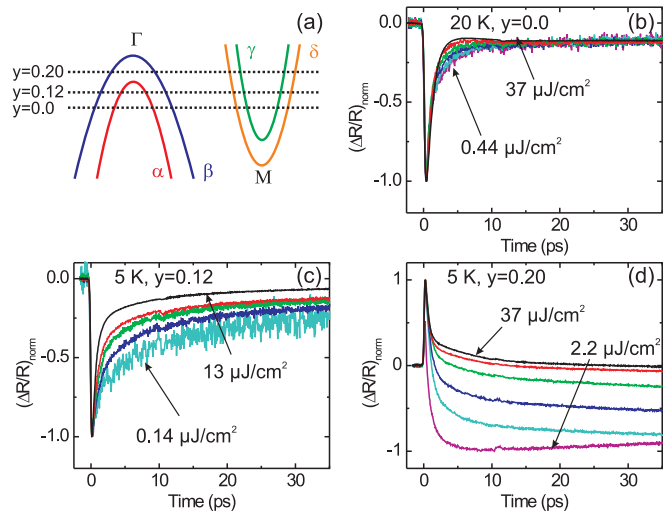 (a)
Γ
γ
δ
y=0.20
y=0.12
y=0.0
α
β
M
(b)
20 K, y=0.0
37 μJ/cm²
0.44 μJ/cm²
0.0
-0.5
-1.0
(ΔR/R)norm
0 10 20 30
Time (ps)
(c)
5 K, y=0.12
13 μJ/cm²
0.14 μJ/cm²
0.0
-0.5
-1.0
(ΔR/R)norm
0 10 20 30
Time (ps)
(d)
5 K, y=0.20
37 μJ/cm²
2.2 μJ/cm²
1
0
-1
(ΔR/R)norm
0 10 20 30
Time (ps)